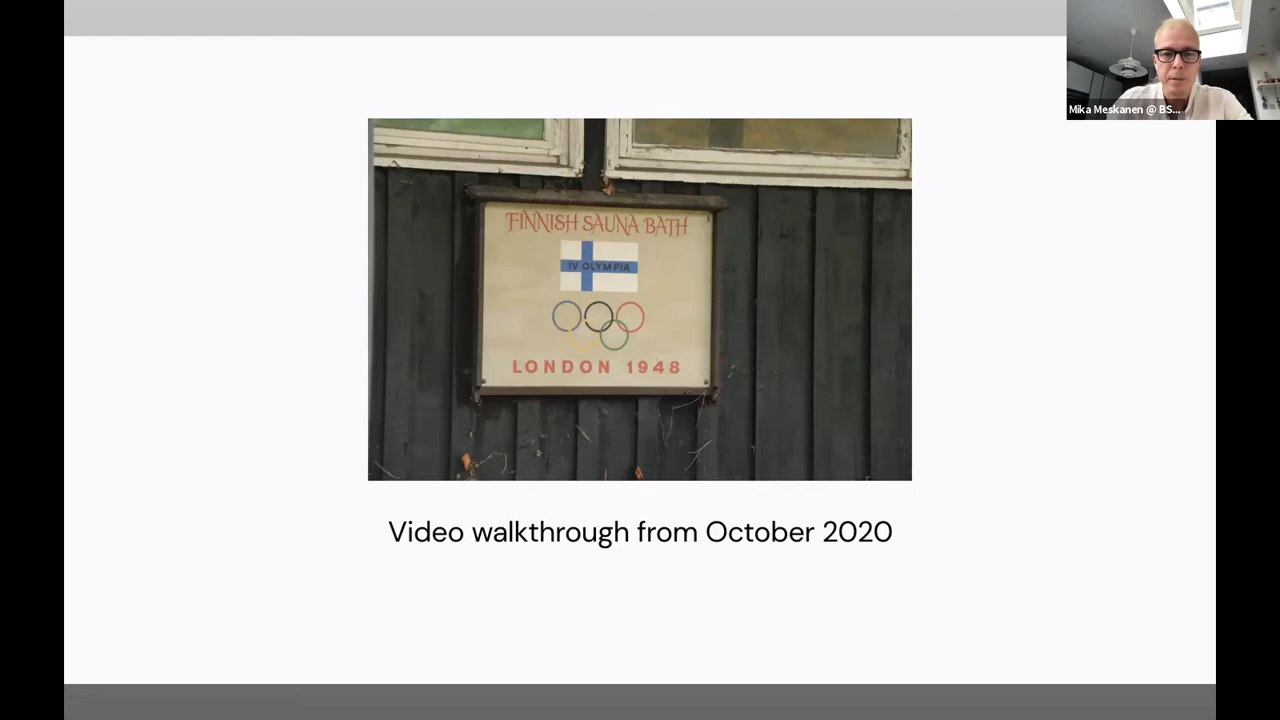 Mika Meskanen @ BS...
FINNISH SAUNA BATH
IV OLYMPIA
LONDON 1948
Video walkthrough from October 2020